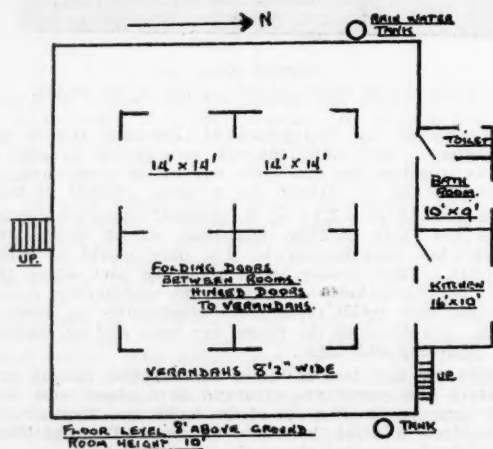 N
RAIN WATER
TANK
TOILET
14' X 14'
14' X 14'
BATH
ROOM
10' X 9'
UP
FOLDING DOORS
BETWEEN ROOMS.
HINGED DOORS
TO VERANDAHS.
KITCHEN
16' X 10'
VERANDAHS 8'2" WIDE
UP
FLOOR LEVEL 8' ABOVE GROUND
ROOM HEIGHT 10'
TANK